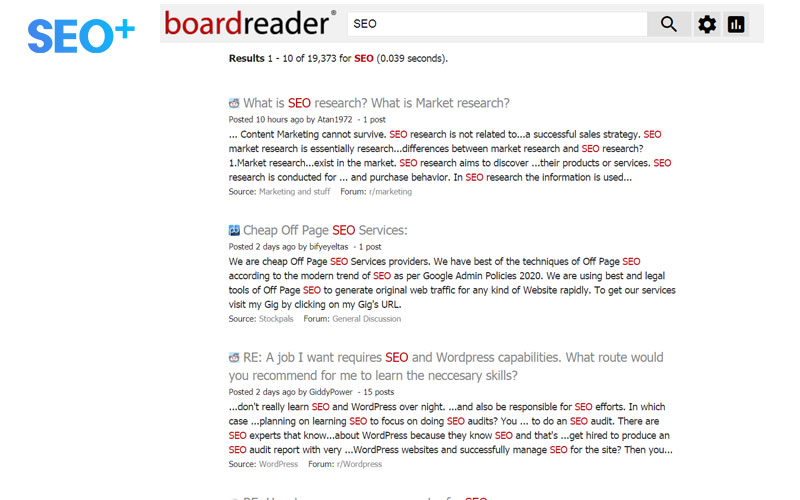 SEO+
boardreader®
SEO
Results 1 - 10 of 19,373 for SEO (0.039 seconds).
What is SEO research? What is Market research?
Posted 10 hours ago by Atan1972 - 1 post
... Content Marketing cannot survive. SEO research is not related to...a successful sales strategy. SEO
market research is essentially research...differences between market research and SEO research?
1.Market research...exist in the market. SEO research aims to discover ...their products or services. SEO
research is conducted for ... and purchase behavior. In SEO research the information is used...
Source: Marketing and stuff Forum: r/marketing
Cheap Off Page SEO Services:
Posted 2 days ago by bifyeyeltas - 1 post
We are cheap Off Page SEO Services providers. We have best of the techniques of Off Page SEO
according to the modern trend of SEO as per Google Admin Policies 2020. We are using best and legal
tools of Off Page SEO to generate original web traffic for any kind of Website rapidly. To get our services
visit my Gig by clicking on my Gig's URL.
Source: Stockpals Forum: General Discussion
RE: A job I want requires SEO and Wordpress capabilities. What route would
you recommend for me to learn the neccesary skills?
Posted 2 days ago by GiddyPower - 15 posts
...don't really learn SEO and WordPress over night. ...and also be responsible for SEO efforts. In which
case ...planning on learning SEO to focus on doing SEO audits? You ... to do an SEO audit. There are
SEO experts that know...about WordPress because they know SEO and that's ...get hired to produce an
SEO audit report with very ...WordPress websites and successfully manage SEO for the site? Then you...
Source: WordPress Forum: r/Wordpress